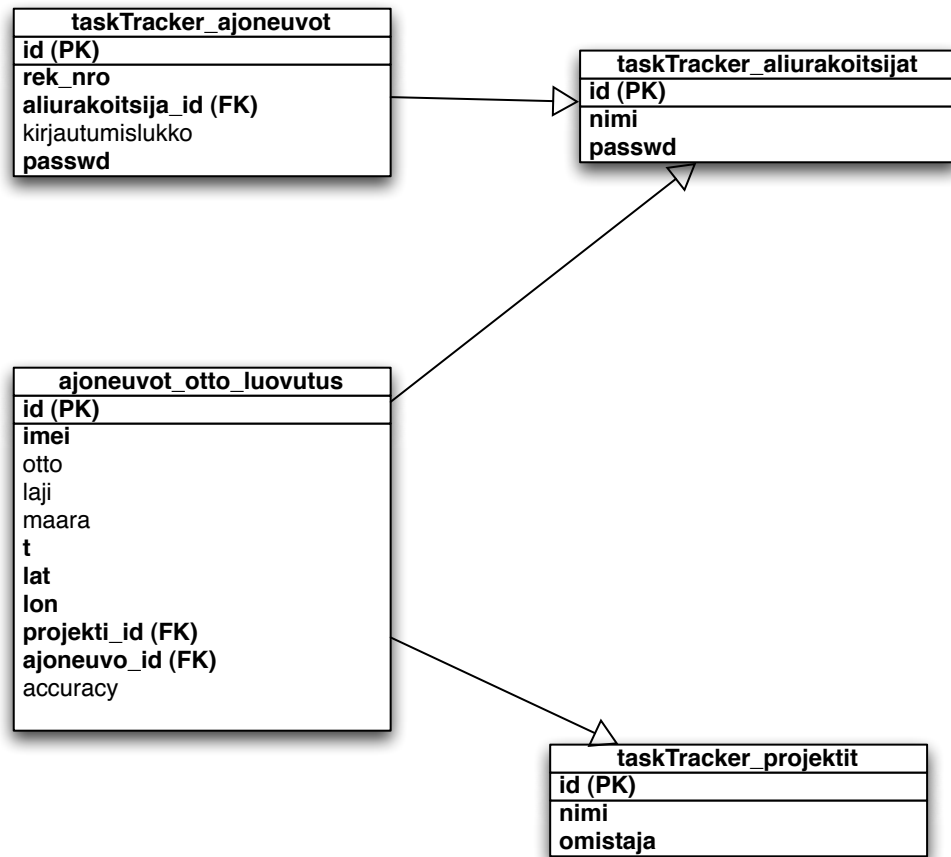 taskTracker_ajoneuvot
id (PK)
rek_nro
aliurakoitsija_id (FK)
kirjautumislukko
passwd
taskTracker_aliurakoitsijat
id (PK)
nimi
passwd
ajoneuvot_otto_luovutus
id (PK)
imei
otto
laji
maara
t
lat
lon
projekti_id (FK)
ajoneuvo_id (FK)
accuracy
taskTracker_projektit
id (PK)
nimi
omistaja